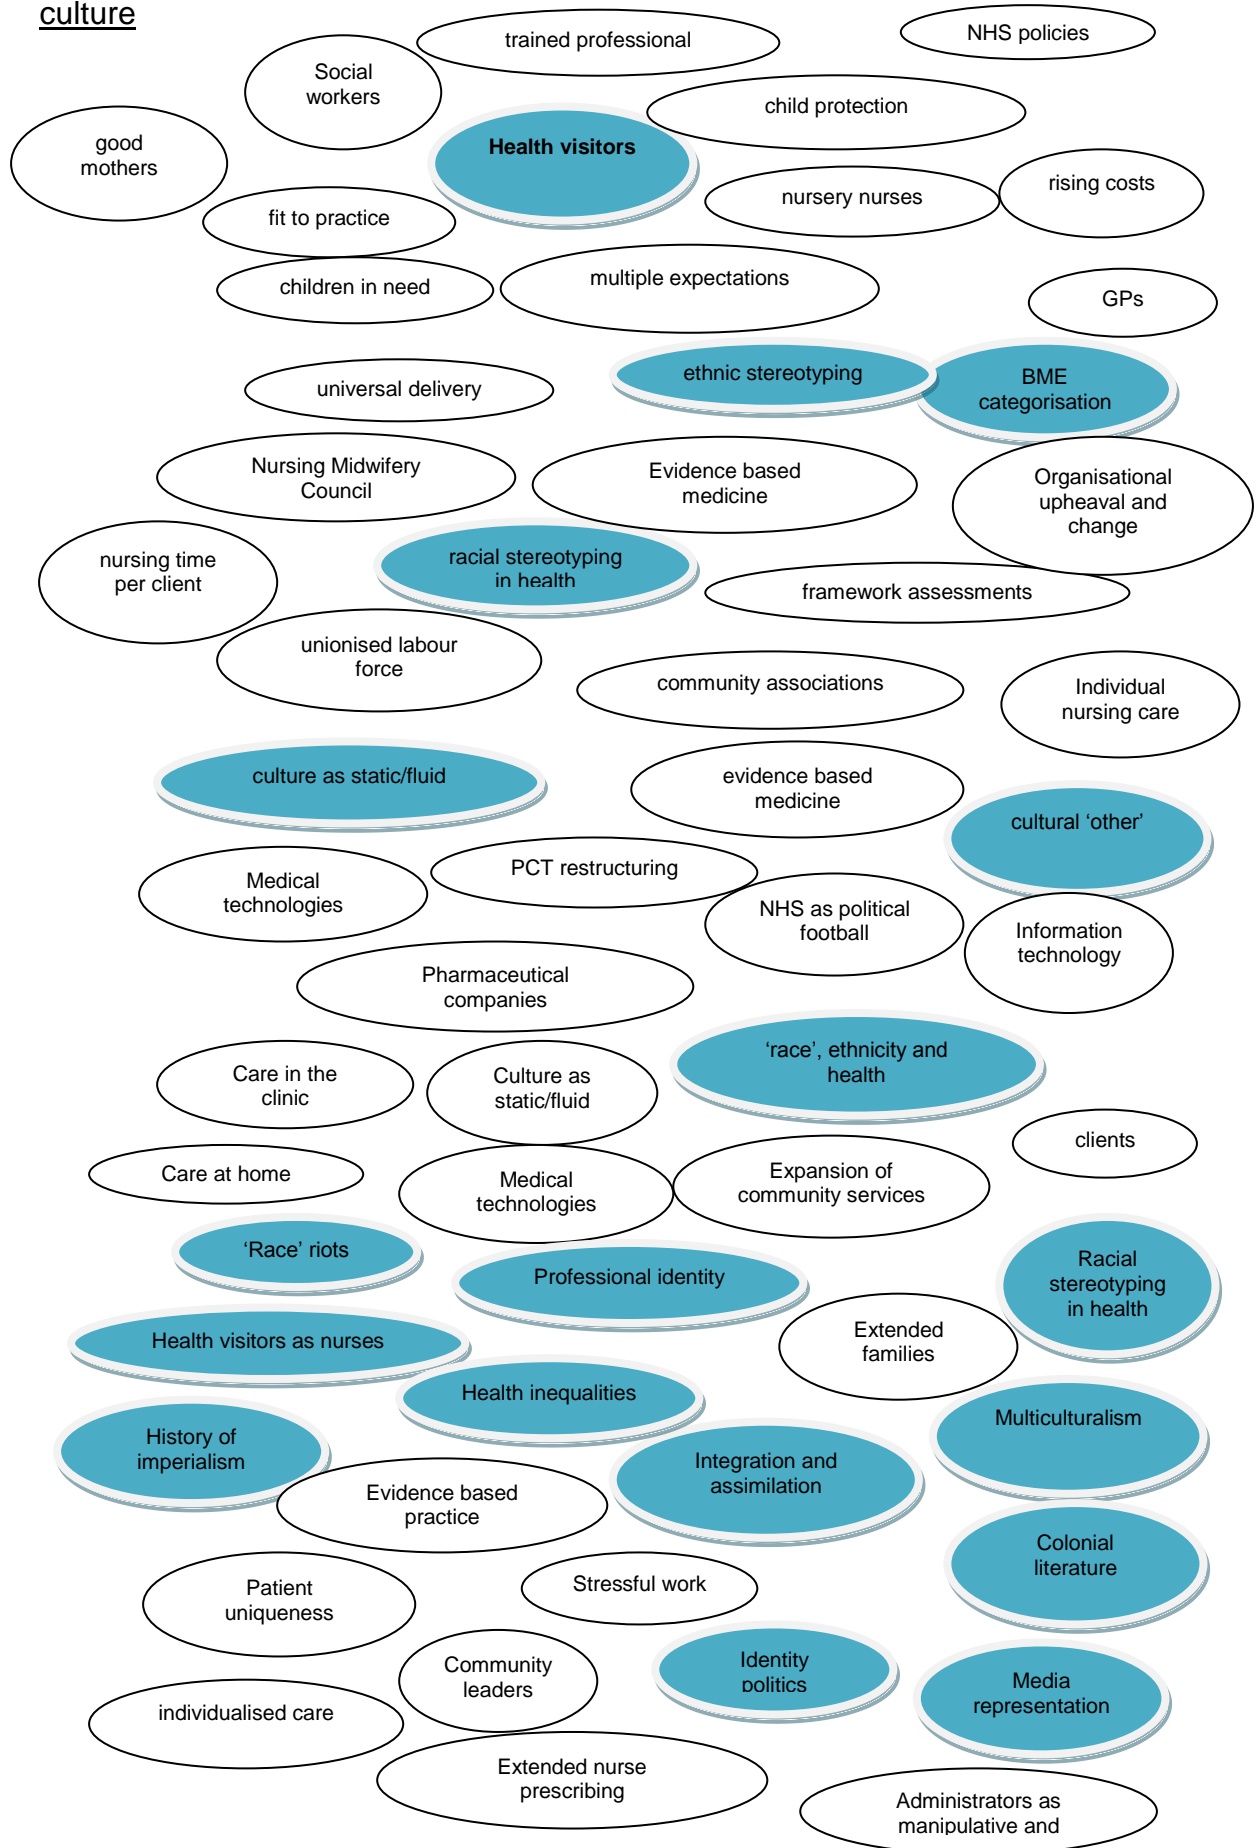 culture
trained professional
NHS policies
Social
workers
child protection
good
mothers
Health visitors
rising costs
nursery nurses
fit to practice
multiple expectations
children in need
GPs
ethnic stereotyping
BME
categorisation
universal delivery
Nursing Midwifery
Council
Evidence based
medicine
Organisational
upheaval and
change
nursing time
per client
racial stereotyping
in health
framework assessments
unionised labour
force
community associations
Individual
nursing care
culture as static/fluid
evidence based
medicine
cultural ‘other’
Medical
technologies
PCT restructuring
NHS as political
football
Information
technology
Pharmaceutical
companies
‘race’, ethnicity and
health
Care in the
clinic
Culture as
static/fluid
clients
Care at home
Medical
technologies
Expansion of
community services
‘Race’ riots
Professional identity
Racial
stereotyping
in health
Health visitors as nurses
Extended
families
Health inequalities
Multiculturalism
History of
imperialism
Integration and
assimilation
Evidence based
practice
Colonial
literature
Patient
uniqueness
Stressful work
Community
leaders
Identity
politics
Media
representation
individualised care
Extended nurse
prescribing
Administrators as
manipulative and